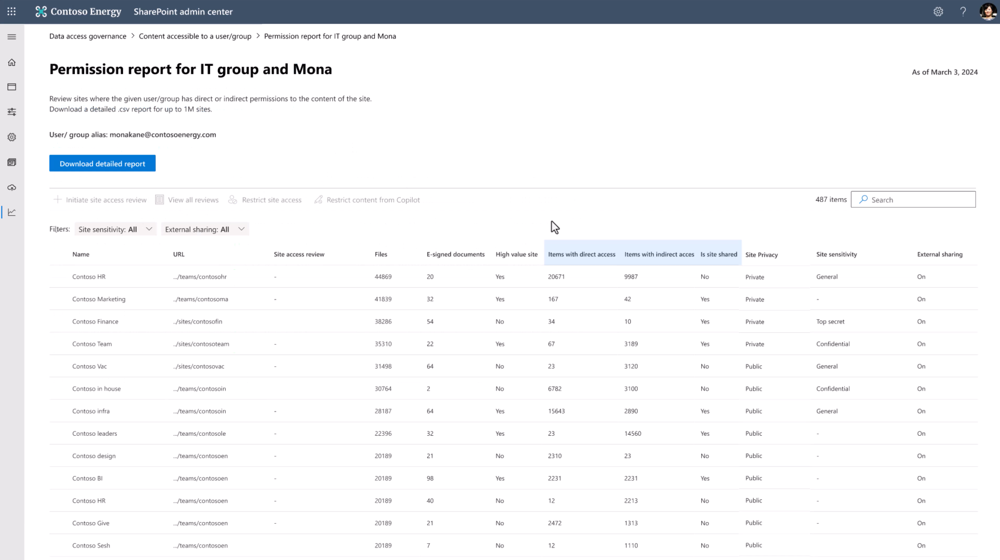 Contoso Energy SharePoint admin center
Data access governance > Content accessible to a user/group > Permission report for IT group and Mona
Permission report for IT group and Mona
As of March 3, 2024
Review sites where the given user/group has direct or indirect permissions to the content of the site.
Download a detailed .csv report for up to 1M sites.
User/ group alias: monakane@contosoenergy.com
Download detailed report
Initiate site access review View all reviews Restrict site access Restrict content from Copilot 487 items Search
Filters: Site sensitivity: All External sharing: All
Name URL Site access review Files E-signed documents High value site Items with direct access Items with indirect acces Is site shared Site Privacy Site sensitivity External sharing
Contoso HR .../teams/contosohr - 44869 20 Yes 20671 9987 No Private General On
Contoso Marketing ../teams/contosoma - 41839 32 Yes 167 42 Yes Private - On
Contoso Finance ../sites/contosofin 38286 54 No 34 10 Yes Private Top secret On
Contoso Team ../sites/contosoteam - 35310 22 Yes 67 3189 Yes Private Confidential On
Contoso Vac ../sites/contosovac - 31498 64 No 23 3120 No Public General On
Contoso in house .../teams/contosoin 30764 2 No 6782 3100 No Public Confidential On
Contoso infra .../teams/contosoin - 28187 64 Yes 15643 2890 Yes Public General On
Contoso leaders .../teams/contosole - 22396 32 Yes 23 14560 Yes Public - On
Contoso design .../teams/contosoen - 20189 21 No 2310 23 No Public - On
Contoso BI .../teams/contosoen - 20189 98 Yes 2231 2231 Yes Public - On
Contoso HR .../teams/contosoen - 20189 40 No 12 2213 No Public - On
Contoso Give .../teams/contosoen - 20189 21 No 2472 1313 No Public - On
Contoso Sesh .../teams/contosoen 20189 7 No 12 1110 No Public On